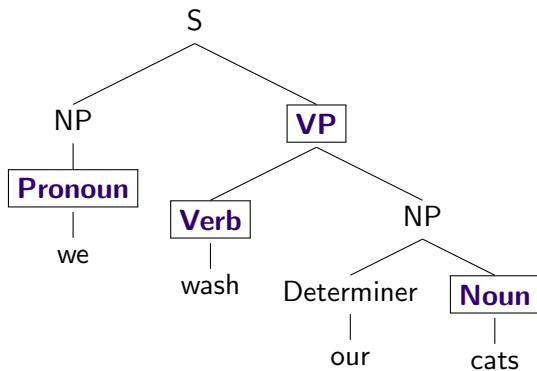 S
NP VP
Pronoun Verb NP
we wash Determiner Noun
our cats